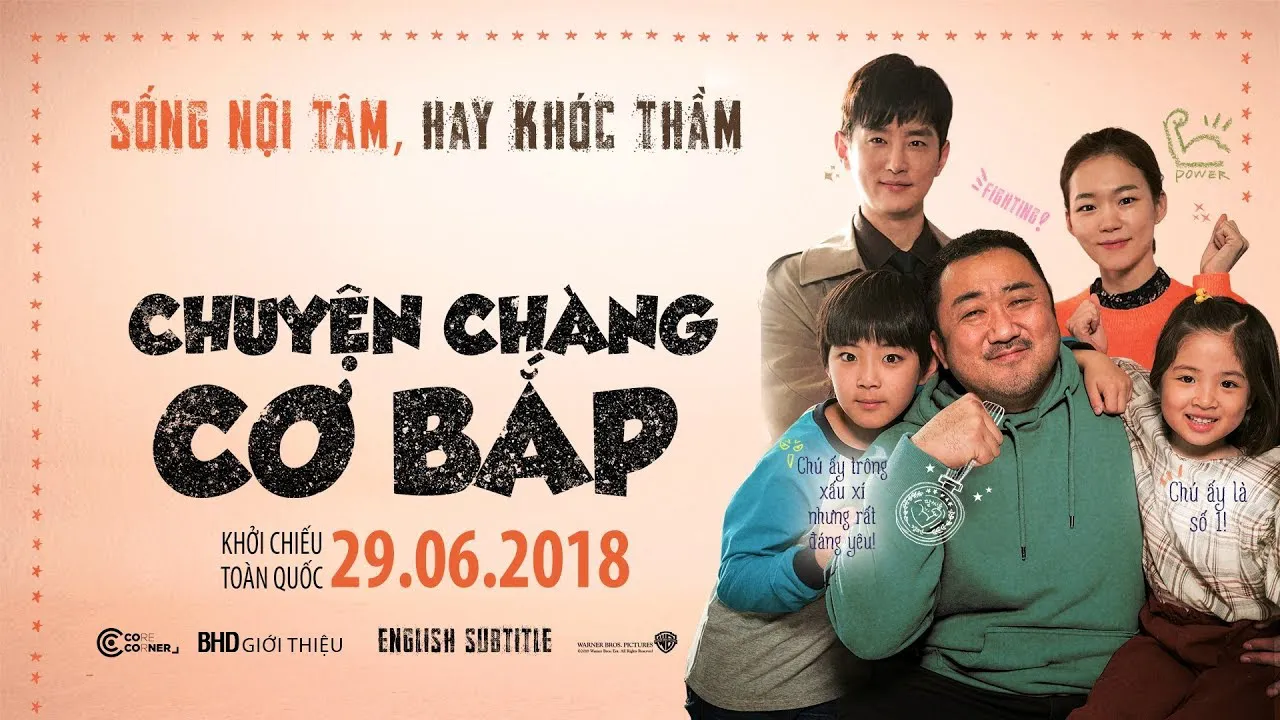 SỐNG NỘI TÂM, HAY KHÓC THẦM
POWER
FIGHTING!
CHUYỆN CHÀNG
CƠ BẮP
Chú ấy trông
xấu xí
nhưng rất
đáng yêu!
Chú ấy là
số 1!
KHỞI CHIẾU
TOÀN QUỐC
29.06.2018
CORE
CORNER
BHD GIỚI THIỆU
ENGLISH SUBTITLE
WARNER BROS. PICTURES